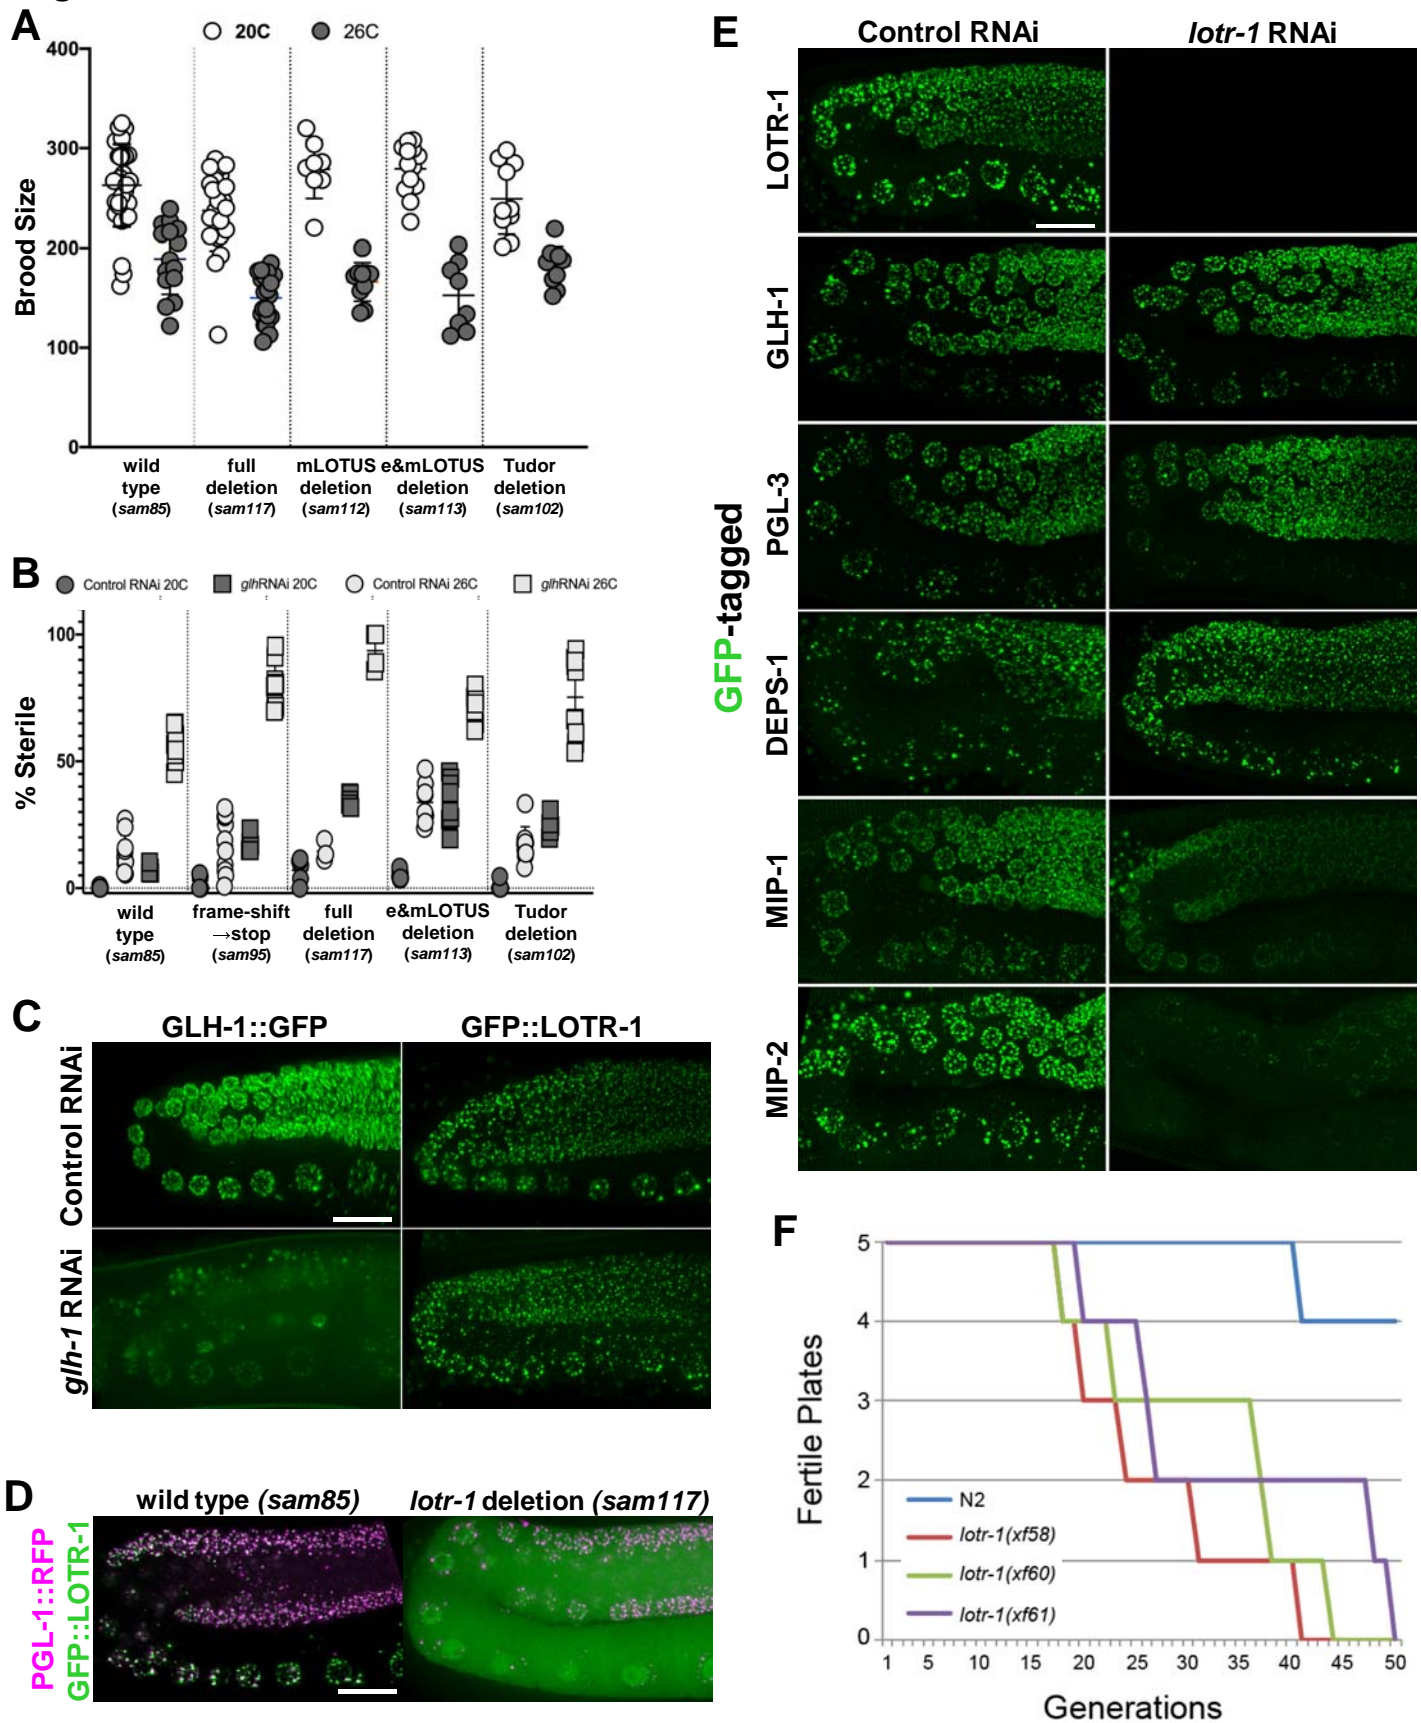 A
20C 26C
400
300
200
100
0
Brood Size
wild type (sam85)
full deletion (sam117)
mLOTUS deletion (sam112)
e&mLOTUS deletion (sam113)
Tudor deletion (sam102)
B
Control RNAi 20C glhRNAi 20C Control RNAi 26C glhRNAi 26C
100
50
0
% Sterile
wild type (sam85)
frame-shift →stop (sam95)
full deletion (sam117)
e&mLOTUS deletion (sam113)
Tudor deletion (sam102)
C
GLH-1::GFP GFP::LOTR-1
Control RNAi
glh-1 RNAi
D
wild type (sam85) lotr-1 deletion (sam117)
PGL-1::RFP
GFP::LOTR-1
E
Control RNAi lotr-1 RNAi
GFP-tagged
LOTR-1
GLH-1
PGL-3
DEPS-1
MIP-1
MIP-2
F
5
4
3
2
1
0
Fertile Plates
N2
lotr-1(xf58)
lotr-1(xf60)
lotr-1(xf61)
1 5 10 15 20 25 30 35 40 45 50
Generations